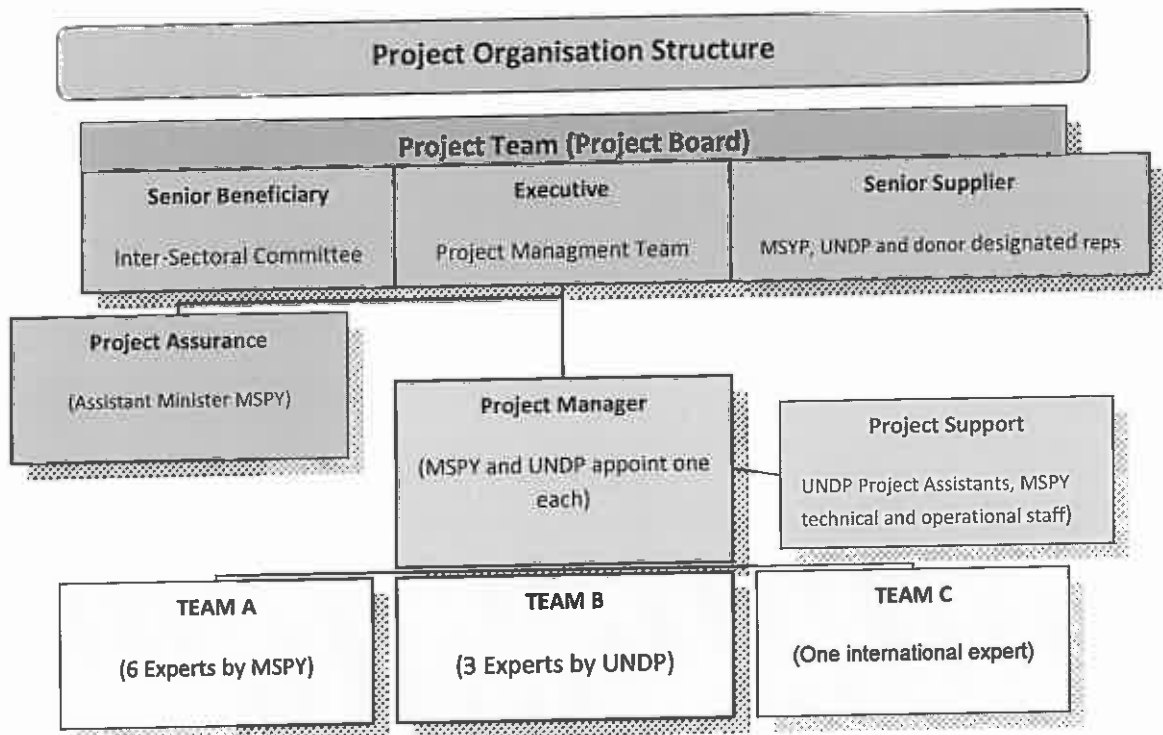 Project Organisation Structure
Project Team (Project Board)
Senior Beneficiary
Inter-Sectoral Committee
Executive
Project Managment Team
Senior Supplier
MSYP, UNDP and donor designated reps
Project Assurance
(Assistant Minister MSPY)
Project Manager
(MSPY and UNDP appoint one
each)
Project Support
UNDP Project Assistants, MSPY
technical and operational staff)
TEAM A
(6 Experts by MSPY)
TEAM B
(3 Experts by UNDP)
TEAM C
(One international expert)